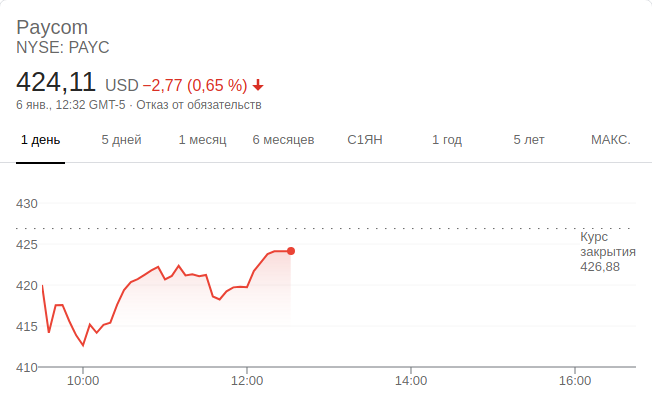 Paycom
NYSE: PAYC
424,11 USD −2,77 (0,65 %)
6 янв., 12:32 GMT-5 · Отказ от обязательств
1 день 5 дней 1 месяц 6 месяцев С1ЯН 1 год 5 лет МАКС.
430
425
420
415
410
Курс
закрытия
426,88
10:00 12:00 14:00 16:00